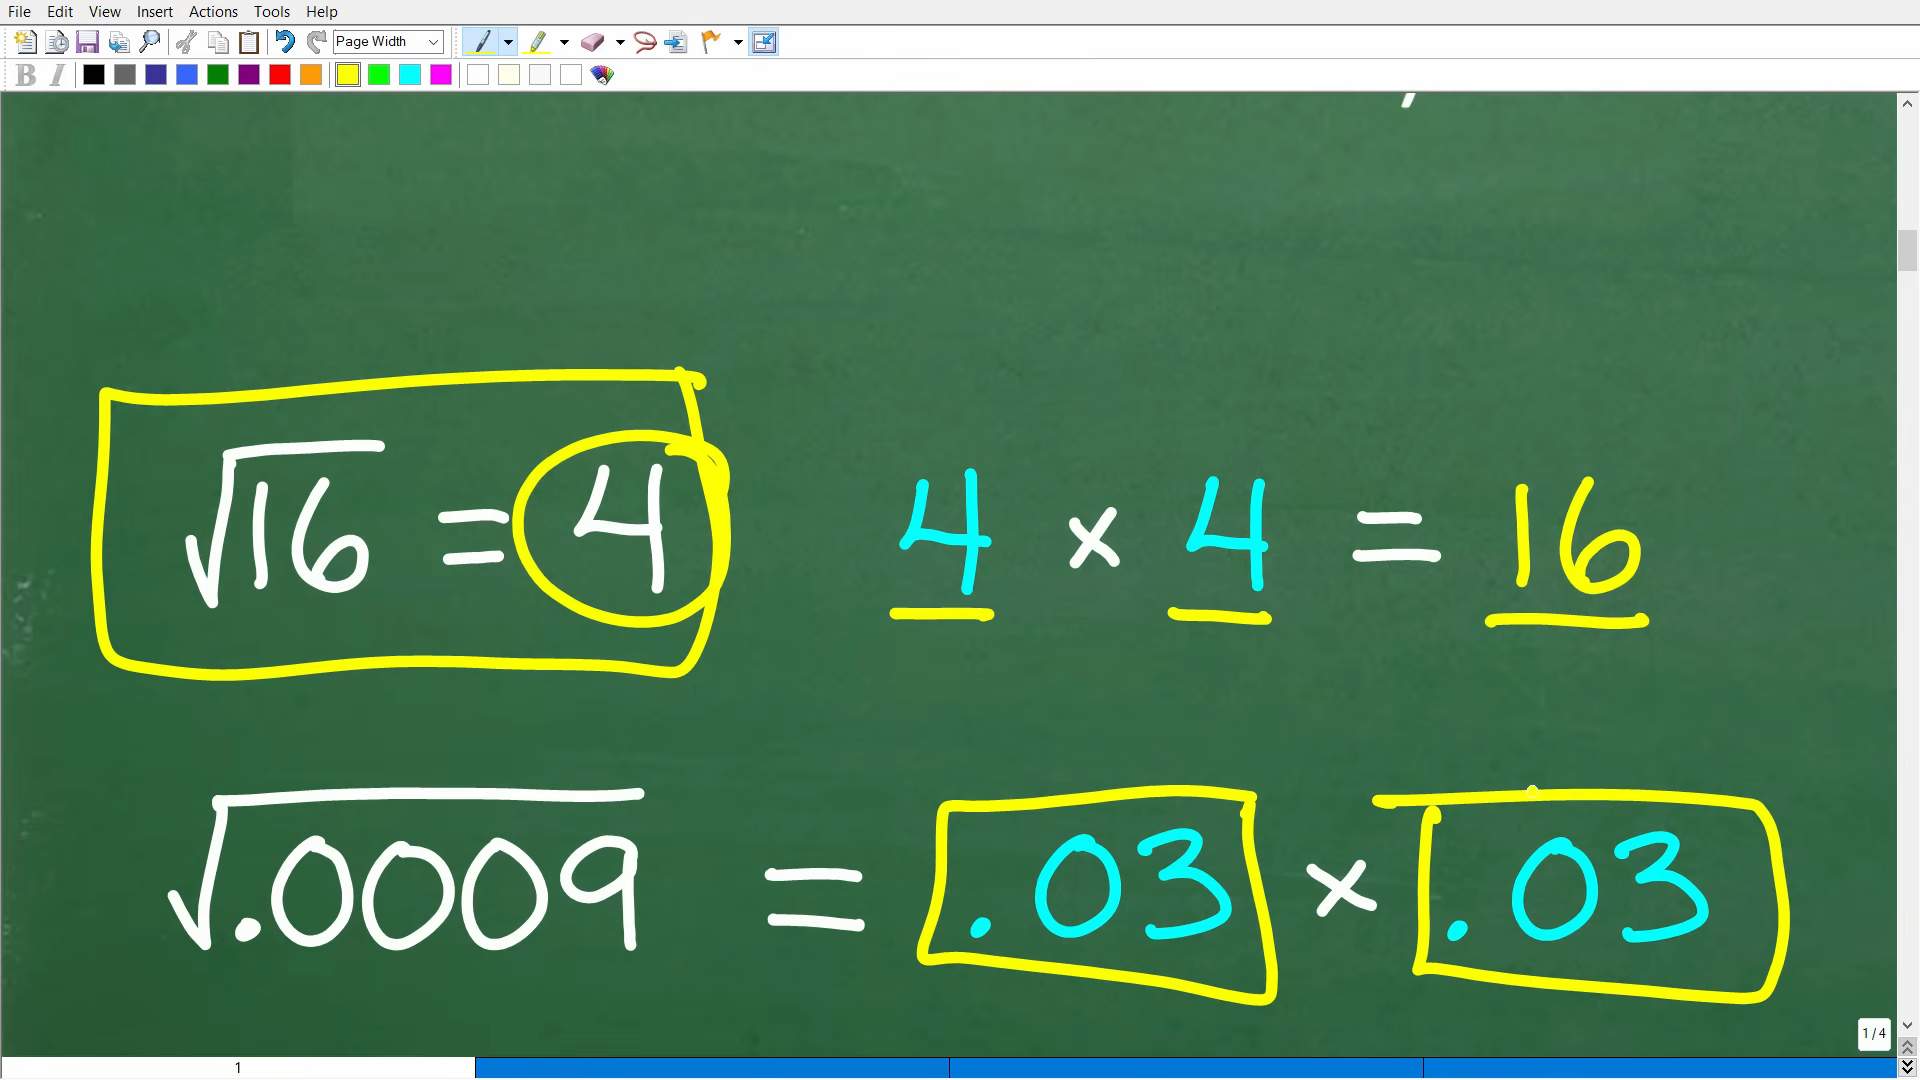 File Edit View Insert Actions Tools Help
Page Width
B I
√16 = 4 4 × 4 = 16
√.0009 = .03 × .03
1 / 4
1